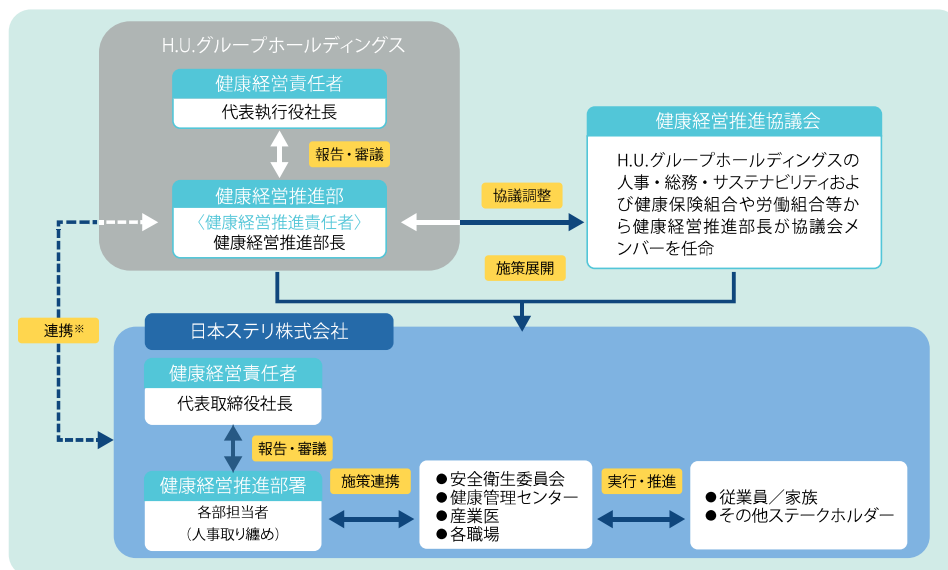 H.U.グループホールディングス
健康経営責任者
代表執行役社長
報告・審議
健康経営推進部
〈健康経営推進責任者〉
健康経営推進部長
協議調整
健康経営推進協議会
H.U.グループホールディングスの
人事・総務・サステナビリティおよ
び健康保険組合や労働組合等か
ら健康経営推進部長が協議会メ
ンバーを任命
施策展開
連携※
日本ステリ株式会社
健康経営責任者
代表取締役社長
報告・審議
健康経営推進部署
各部担当者
（人事取り纏め）
施策連携
●安全衛生委員会
●健康管理センター
●産業医
●各職場
実行・推進
●従業員／家族
●その他ステークホルダー